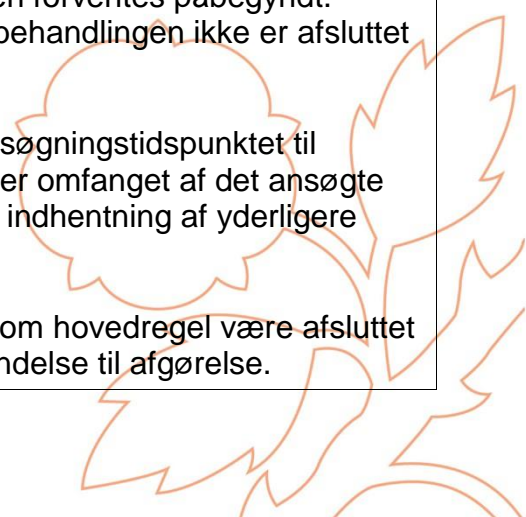 forventes påbegyndt.
behandlingen ikke er afsluttet
søgningstidspunktet til
er omfanget af det ansøgte
indhentning af yderligere
om hovedregel være afsluttet
ndelse til afgørelse.